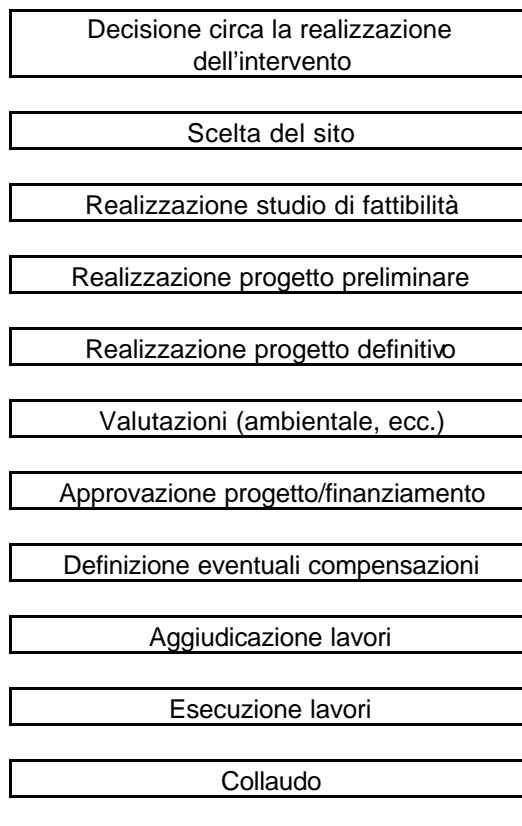 Decisione circa la realizzazione
dell'intervento
Scelta del sito
Realizzazione studio di fattibilità
Realizzazione progetto preliminare
Realizzazione progetto definitivo
Valutazioni (ambientale, ecc.)
Approvazione progetto/finanziamento
Definizione eventuali compensazioni
Aggiudicazione lavori
Esecuzione lavori
Collaudo